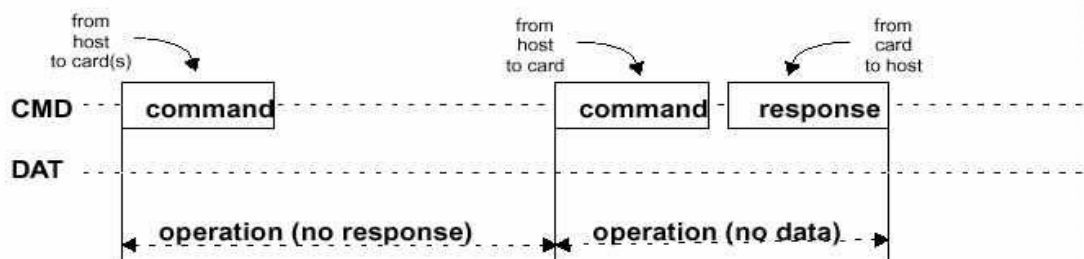 from
host
to card(s)
from
host
to card
from
card
to host
CMD
command
command
response
DAT
operation (no response)
operation (no data)